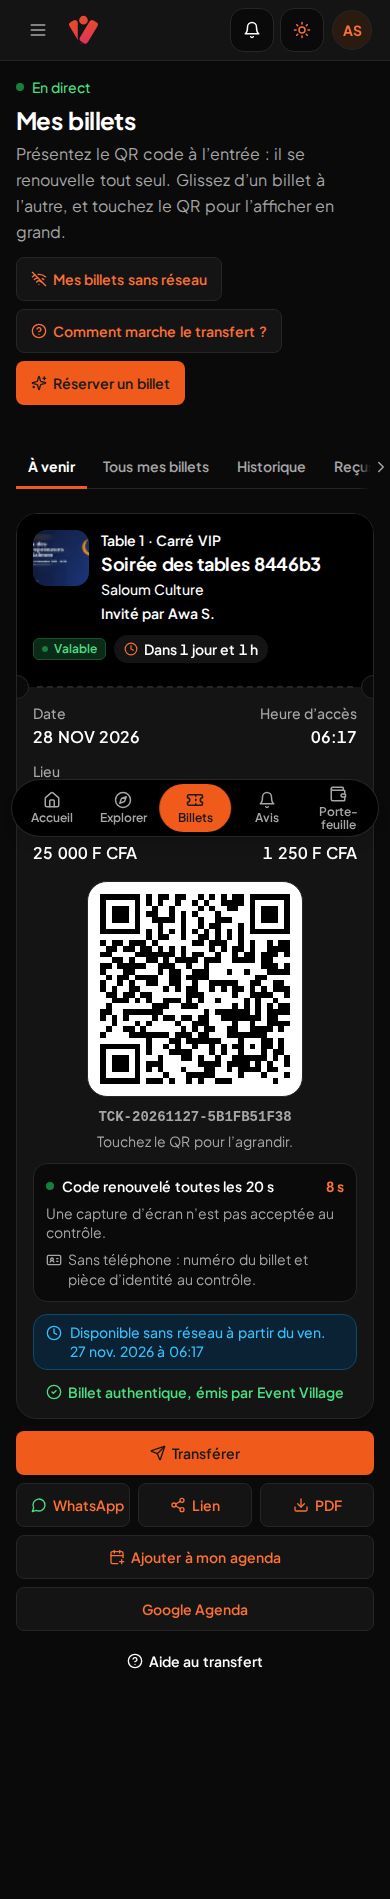 AS
En direct
Mes billets
Présentez le QR code à l’entrée : il se
renouvelle tout seul. Glissez d’un billet à
l’autre, et touchez le QR pour l’afficher en
grand.
Mes billets sans réseau
Comment marche le transfert ?
Réserver un billet
À venir
Tous mes billets
Historique
Reçu
Table 1 · Carré VIP
Soirée des tables 8446b3
Saloum Culture
Invité par Awa S.
Valable
Dans 1 jour et 1 h
Date
Heure d’accès
28 NOV 2026
06:17
Lieu
Accueil
Explorer
Billets
Avis
Porte-
feuille
25 000 F CFA
1 250 F CFA
TCK-20261127-5B1FB51F38
Touchez le QR pour l’agrandir.
Code renouvelé toutes les 20 s
8 s
Une capture d’écran n’est pas acceptée au
contrôle.
Sans téléphone : numéro du billet et
pièce d’identité au contrôle.
Disponible sans réseau à partir du ven.
27 nov. 2026 à 06:17
Billet authentique, émis par Event Village
Transférer
WhatsApp
Lien
PDF
Ajouter à mon agenda
Google Agenda
Aide au transfert